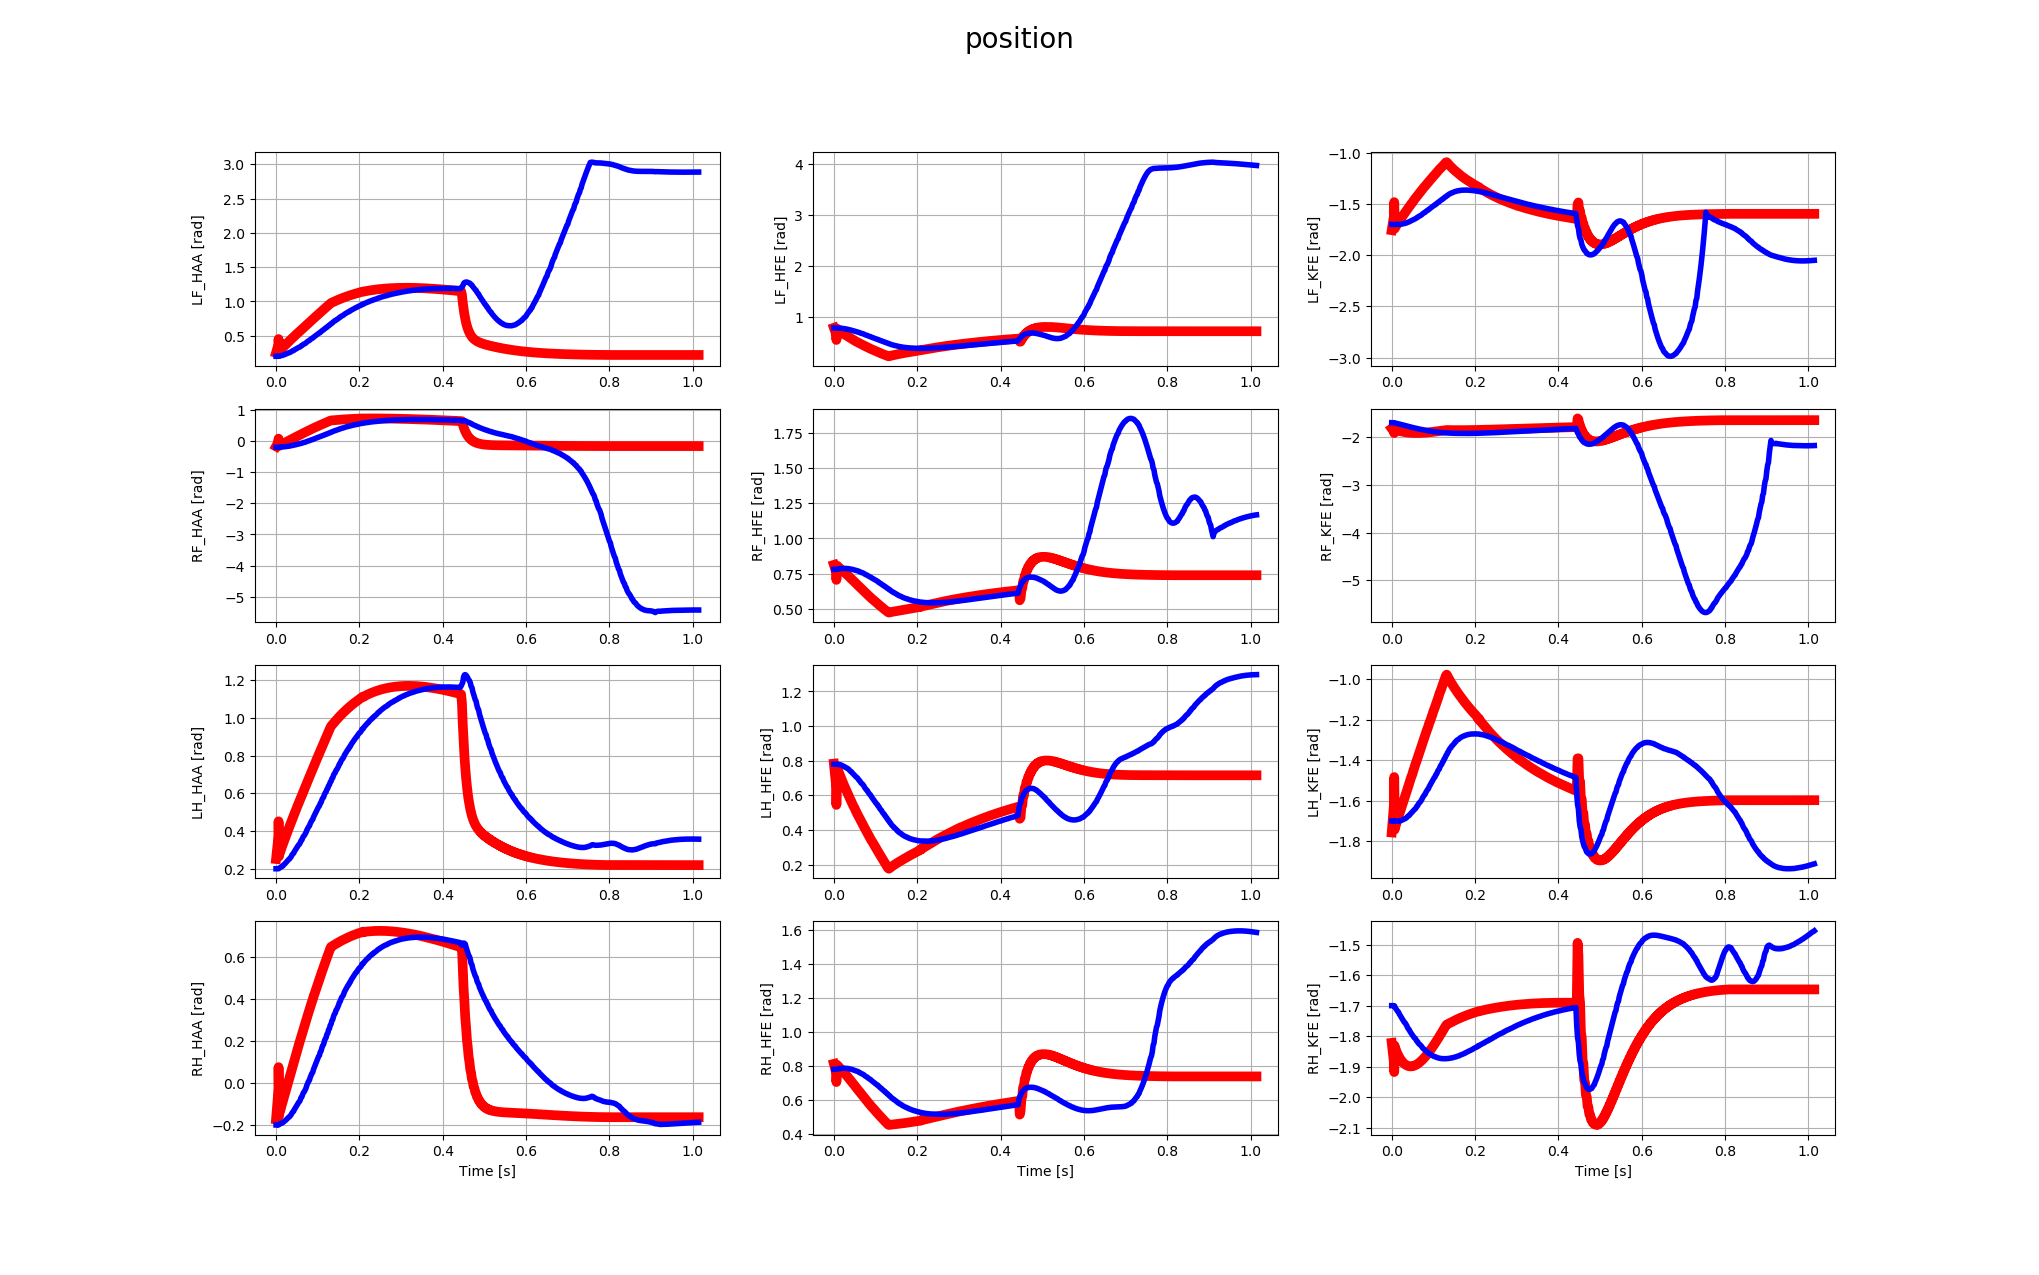 position
LF_HAA [rad]
3.0
2.5
2.0
1.5
1.0
0.5
0.0 0.2 0.4 0.6 0.8 1.0
LF_HFE [rad]
4
3
2
1
0.0 0.2 0.4 0.6 0.8 1.0
LF_KFE [rad]
−1.0
−1.5
−2.0
−2.5
−3.0
0.0 0.2 0.4 0.6 0.8 1.0
RF_HAA [rad]
1
0
−1
−2
−3
−4
−5
0.0 0.2 0.4 0.6 0.8 1.0
RF_HFE [rad]
1.75
1.50
1.25
1.00
0.75
0.50
0.0 0.2 0.4 0.6 0.8 1.0
RF_KFE [rad]
−2
−3
−4
−5
0.0 0.2 0.4 0.6 0.8 1.0
LH_HAA [rad]
1.2
1.0
0.8
0.6
0.4
0.2
0.0 0.2 0.4 0.6 0.8 1.0
LH_HFE [rad]
1.2
1.0
0.8
0.6
0.4
0.2
0.0 0.2 0.4 0.6 0.8 1.0
LH_KFE [rad]
−1.0
−1.2
−1.4
−1.6
−1.8
0.0 0.2 0.4 0.6 0.8 1.0
RH_HAA [rad]
0.6
0.4
0.2
0.0
−0.2
0.0 0.2 0.4 0.6 0.8 1.0
Time [s]
RH_HFE [rad]
1.6
1.4
1.2
1.0
0.8
0.6
0.4
0.0 0.2 0.4 0.6 0.8 1.0
Time [s]
RH_KFE [rad]
−1.5
−1.6
−1.7
−1.8
−1.9
−2.0
−2.1
0.0 0.2 0.4 0.6 0.8 1.0
Time [s]